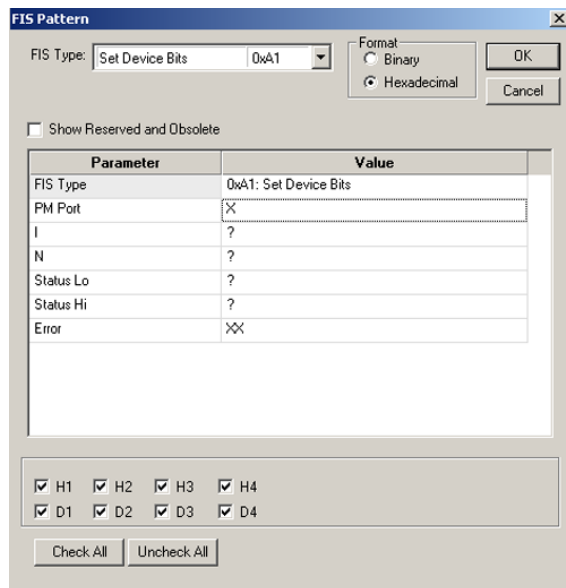 FIS Pattern
FIS Type: Set Device Bits 0xA1
Format
Binary
Hexadecimal
OK
Cancel
Show Reserved and Obsolete
Parameter Value
FIS Type 0xA1: Set Device Bits
PM Port X
I ?
N ?
Status Lo ?
Status Hi ?
Error XX
H1 H2 H3 H4
D1 D2 D3 D4
Check All Uncheck All